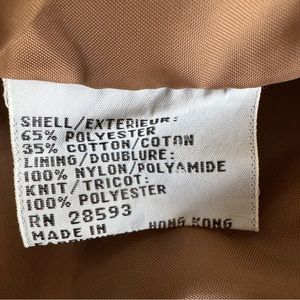 SHELL/EXTERIEUR:
65% POLYESTER
35% COTTON/COTON
LINING/DOUBLURE:
100% NYLON/POLYAMIDE
KNIT/TRICOT:
100% POLYESTER
RN 28593
MADE IN HONG KONG